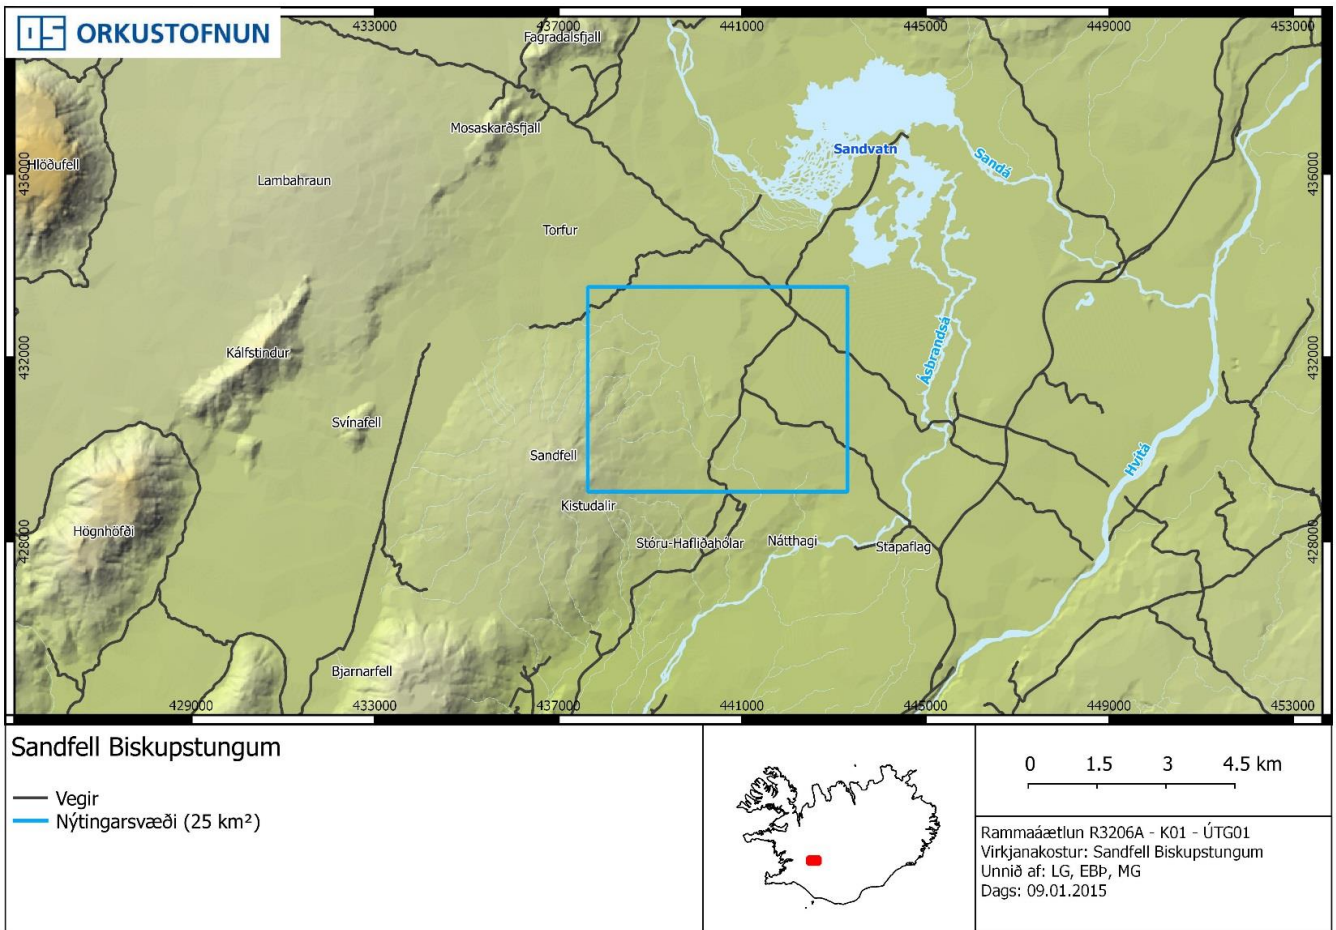 ORKUSTOFNUN
433000
437000
441000
445000
449000
453000
Fagradalsfjall
Mosaskarðsfjall
Hlöðufell
Lambahraun
Sandvatn
Sandá
436000
436000
Torfur
Kálfstindur
432000
432000
Ásbrandsá
Svínafell
Sandfell
Hvítá
Kistudalir
Högnhöfði
428000
428000
Stóru-Hafliðahólar
Nátthagi
Stapaflag
Bjarnarfell
429000
433000
437000
441000
445000
449000
453000
Sandfell Biskupstungum
Vegir
Nýtingarsvæði (25 km²)
0 1.5 3 4.5 km
Rammaáætlun R3206A - K01 - ÚTG01
Virkjanakostur: Sandfell Biskupstungum
Unnið af: LG, EBÞ, MG
Dags: 09.01.2015